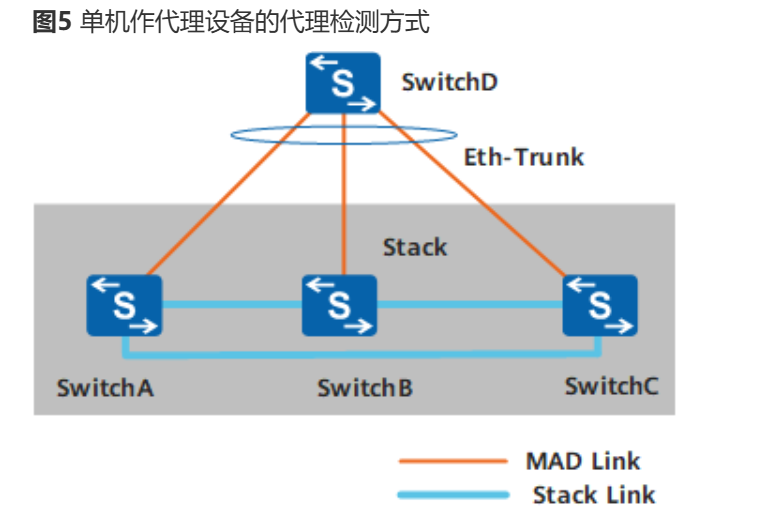 图5 单机作代理设备的代理检测方式
S
SwitchD
Eth-Trunk
Stack
S
S
S
SwitchA
SwitchB
SwitchC
MAD Link
Stack Link